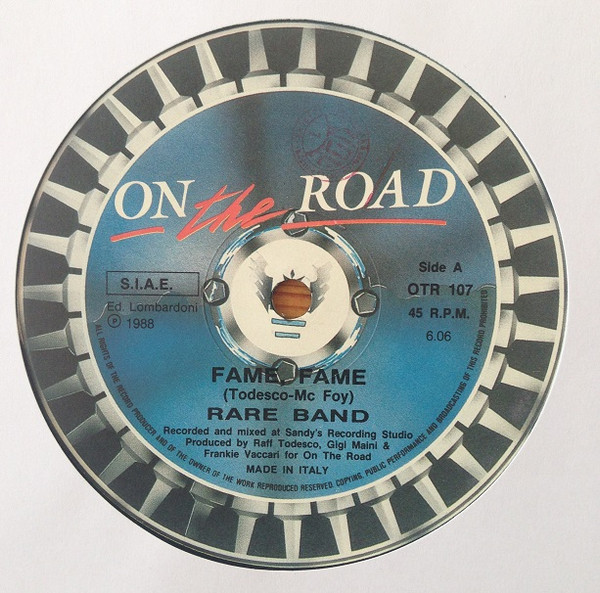 ON the ROAD
S.I.A.E.
Ed. Lombardoni
℗ 1988
Side A
OTR 107
45 R.P.M.
6.06
FAME, FAME
(Todesco-Mc Foy)
RARE BAND
Recorded and mixed at Sandy's Recording Studio
Produced by Raff Todesco, Gigi Maini &
Frankie Vaccari for On The Road
MADE IN ITALY
ALL RIGHTS OF THE RECORD PRODUCER AND OF THE OWNER OF THE WORK REPRODUCED RESERVED. COPYING, PUBLIC PERFORMANCE AND BROADCASTING OF THIS RECORD PROHIBITED